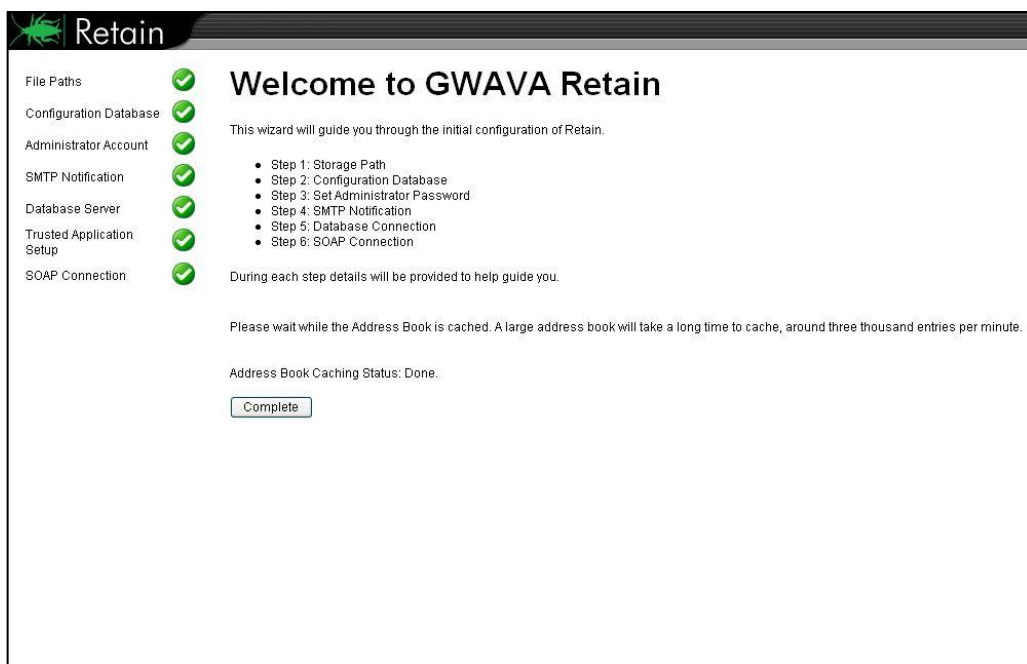 Retain
File Paths
Configuration Database
Administrator Account
SMTP Notification
Database Server
Trusted Application
Setup
SOAP Connection
Welcome to GWAVA Retain
This wizard will guide you through the initial configuration of Retain.
Step 1: Storage Path
Step 2: Configuration Database
Step 3: Set Administrator Password
Step 4: SMTP Notification
Step 5: Database Connection
Step 6: SOAP Connection
During each step details will be provided to help guide you.
Please wait while the Address Book is cached. A large address book will take a long time to cache, around three thousand entries per minute.
Address Book Caching Status: Done.
Complete